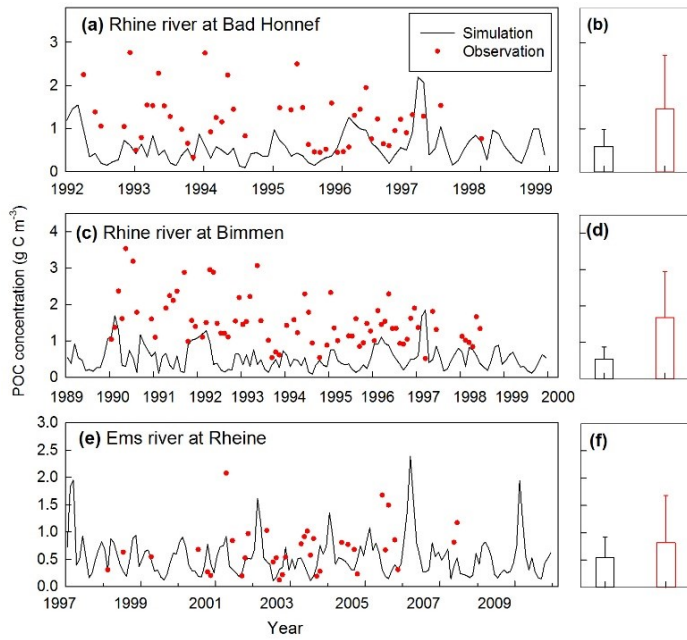 (a) Rhine river at Bad Honnef
Simulation
Observation
(b)
3
2
1
0
1992 1993 1994 1995 1996 1997 1998 1999
POC concentration (g C m⁻³)
(c) Rhine river at Bimmen
(d)
4
3
2
1
0
1989 1990 1991 1992 1993 1994 1995 1996 1997 1998 1999 2000
(e) Ems river at Rheine
(f)
3.0
2.5
2.0
1.5
1.0
0.5
0.0
1997 1999 2001 2003 2005 2007 2009
Year